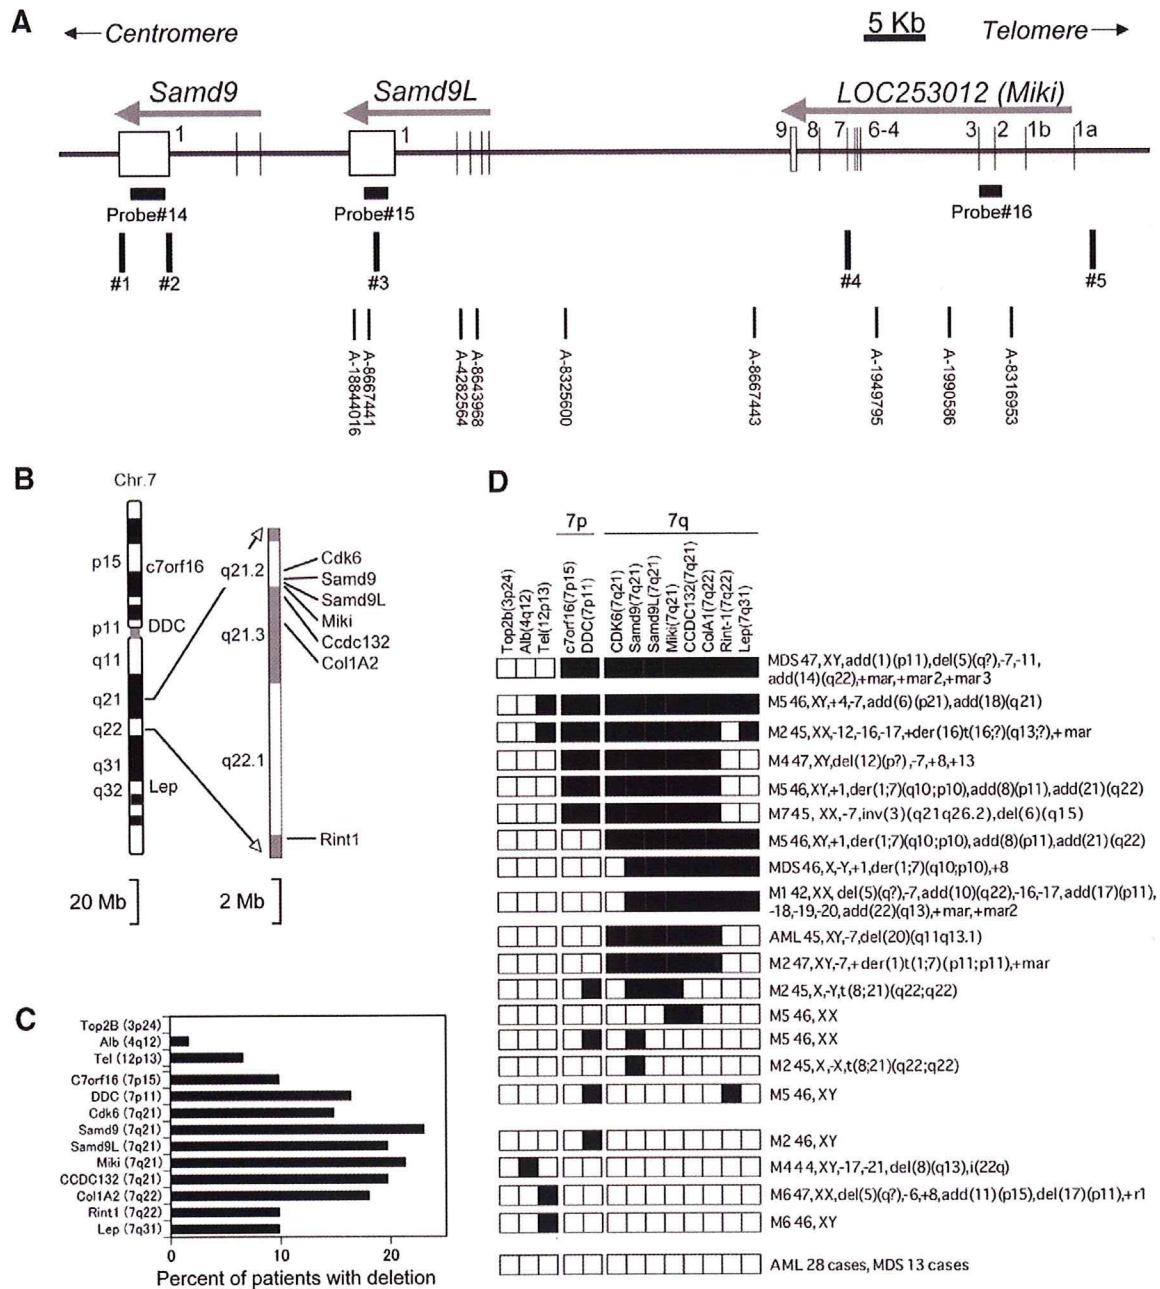 A
← Centromere
5 Kb
Telomere →
Samd9
Samd9L
LOC253012 (Miki)
1
1
9
8
7
6-4
3
2
1b
1a
Probe#14
Probe#15
Probe#16
#1
#2
#3
#4
#5
A-18844016
A-8667441
A-4282564
A-8643968
A-8325600
A-8667443
A-1949795
A-1990586
A-8316953
B
Chr.7
p15
c7orf16
p11
DDC
q11
q21
q22
q31
q32
Lep
20 Mb
q21.2
q21.3
q22.1
Cdk6
Samd9
Samd9L
Miki
Ccdc132
Col1A2
Rint1
2 Mb
C
Top2B (3p24)
Alb (4q12)
Tel (12p13)
C7orf16 (7p15)
DDC (7p11)
Cdk6 (7q21)
Samd9 (7q21)
Samd9L (7q21)
Miki (7q21)
CCDC132 (7q21)
Col1A2 (7q22)
Rint1 (7q22)
Lep (7q31)
0
10
20
Percent of patients with deletion
D
7p
7q
Top2b(3p24)
Alb(4q12)
Tel(12p13)
c7orf16(7p15)
DDC(7p11)
CDK6(7q21)
Samd9(7q21)
Samd9L(7q21)
Miki(7q21)
CCDC132(7q21)
ColA1(7q22)
Rint-1(7q22)
Lep(7q31)
MDS 47, XY, add(1)(p11), del(5)(q?),-7,-11,
add(14)(q22),+mar,+mar2,+mar3
M5 46, XY,+4,-7,add(6)(p21),add(18)(q21)
M2 45, XX,-12,-16,-17,+der(16)t(16;?)(q13;?),+ mar
M4 47, XY,del(12)(p?),-7,+8,+13
M5 46,XY,+1,der(1;7)(q10;p10),add(8)(p11),add(21)(q22)
M7 45, XX,-7,inv(3)(q21q26.2),del(6)(q15)
M5 46,XY,+1,der(1;7)(q10;p10),add(8)(p11),add(21)(q22)
MDS 46, X,-Y,+1,der(1;7)(q10;p10),+8
M1 42, XX, del(5)(q?),-7, add(10)(q22),-16,-17, add(17)(p11),
-18,-19,-20, add(22)(q13),+mar,+mar2
AML 45, XY,-7,del(20)(q11q13.1)
M2 47, XY,-7,+ der(1)t(1;7)(p11;p11),+mar
M2 45, X,-Y,t(8;21)(q22;q22)
M5 46, XX
M5 46, XX
M2 45, X,-X,t(8;21)(q22;q22)
M5 46, XY
M2 46, XY
M4 44, XY,-17,-21, del(8)(q13),i(22q)
M6 47, XX,del(5)(q?),-6,+8,add(11)(p15),del(17)(p11),+r1
M6 46, XY
AML 28 cases, MDS 13 cases